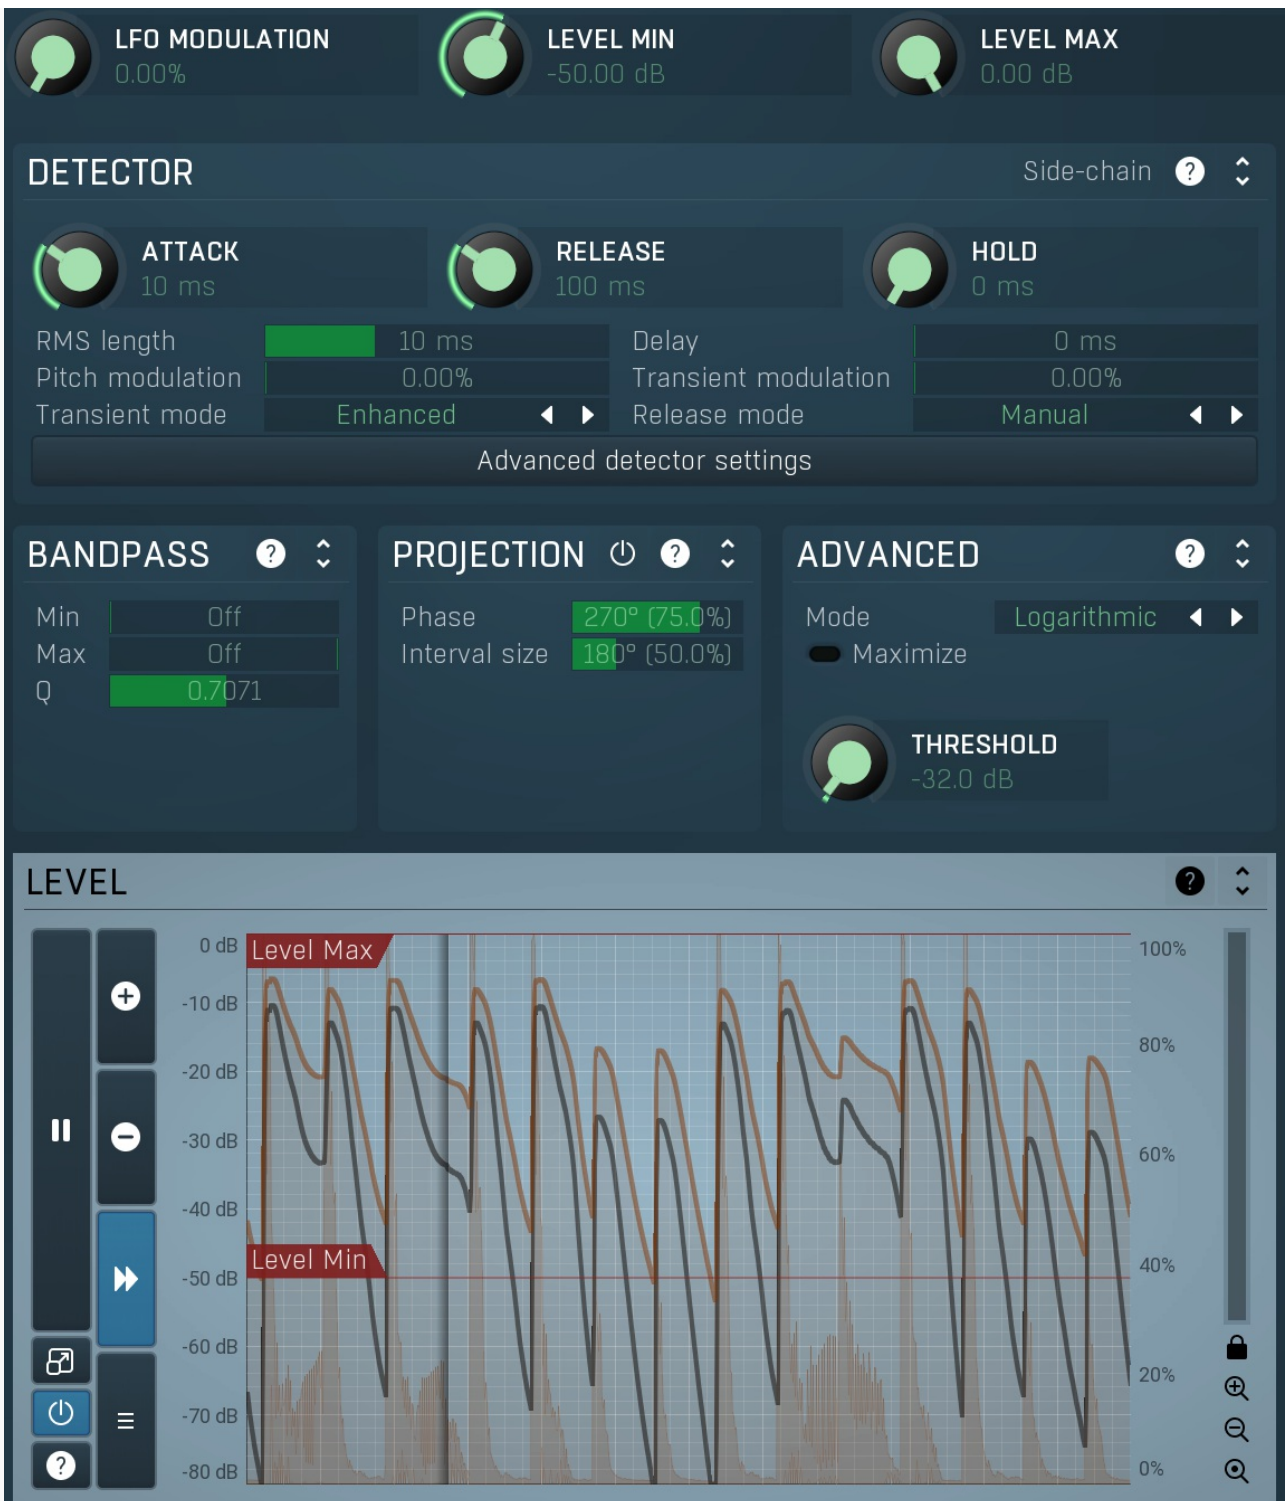 LFO MODULATION
0.00%
LEVEL MIN
-50.00 dB
LEVEL MAX
0.00 dB
DETECTOR
Side-chain
?
ATTACK
10 ms
RELEASE
100 ms
HOLD
0 ms
RMS length
10 ms
Delay
0 ms
Pitch modulation
0.00%
Transient modulation
0.00%
Transient mode
Enhanced
Release mode
Manual
Advanced detector settings
BANDPASS
?
Min
Off
Max
Off
Q
0.7071
PROJECTION
?
Phase
270° (75.0%)
Interval size
180° (50.0%)
ADVANCED
?
Mode
Logarithmic
Maximize
THRESHOLD
-32.0 dB
LEVEL
?
0 dB
Level Max
100%
-10 dB
80%
-20 dB
-30 dB
60%
-40 dB
Level Min
40%
-50 dB
-60 dB
20%
-70 dB
-80 dB
0%
?